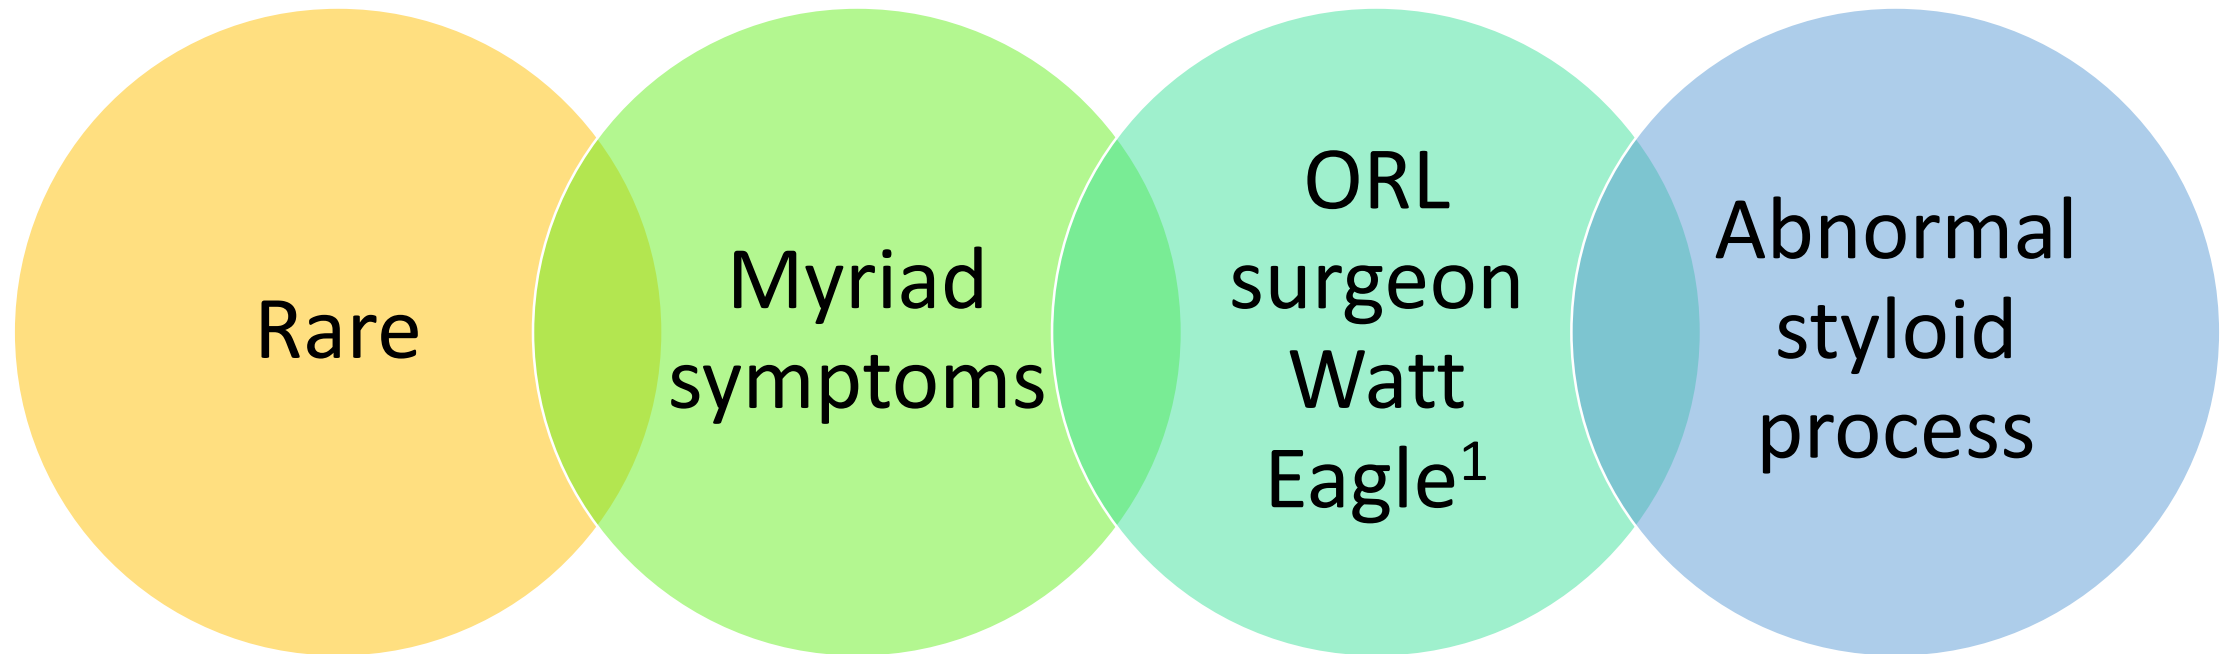 Rare
Myriad
symptoms
ORL
surgeon
Watt
Eagle¹
Abnormal
styloid
process